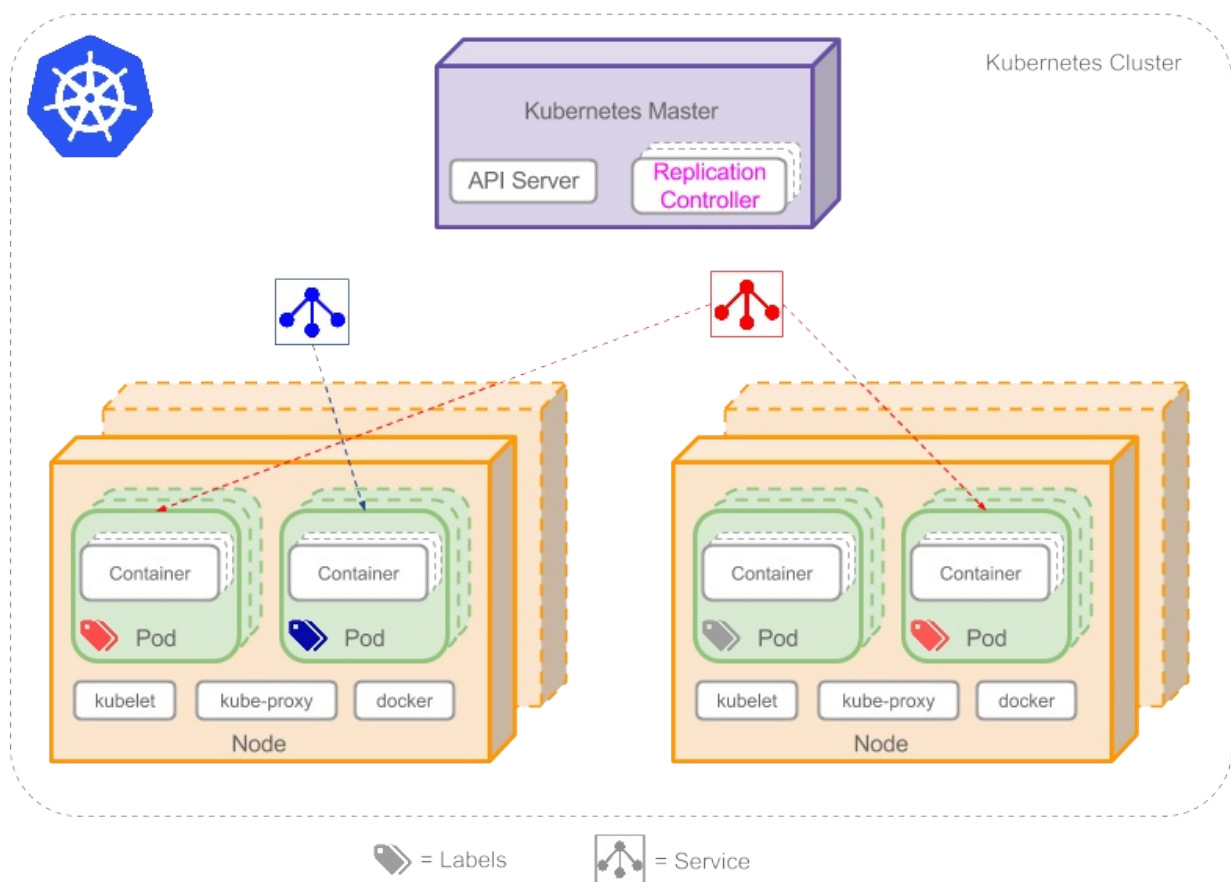 Kubernetes Cluster
Kubernetes Master
API Server
Replication
Controller
Container
Container
Container
Container
Pod
Pod
Pod
Pod
kubelet
kube-proxy
docker
kubelet
kube-proxy
docker
Node
Node
= Labels
= Service